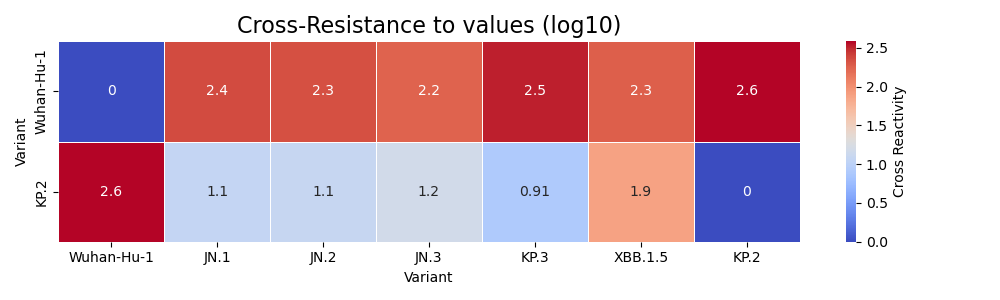 Cross-Resistance to values (log10)
Variant
Wuhan-Hu-1
0
2.4
2.3
2.2
2.5
2.3
2.6
KP.2
2.6
1.1
1.1
1.2
0.91
1.9
0
Wuhan-Hu-1
JN.1
JN.2
JN.3
KP.3
XBB.1.5
KP.2
Variant
2.5
2.0
1.5
1.0
0.5
0.0
Cross Reactivity